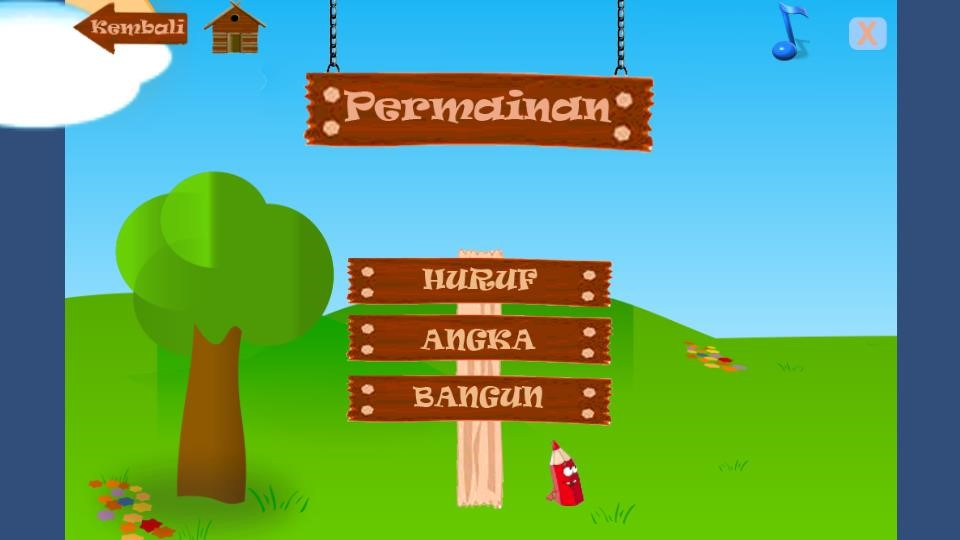 Kembali
X
Permainan
HURUF
ANGKA
BANGUN